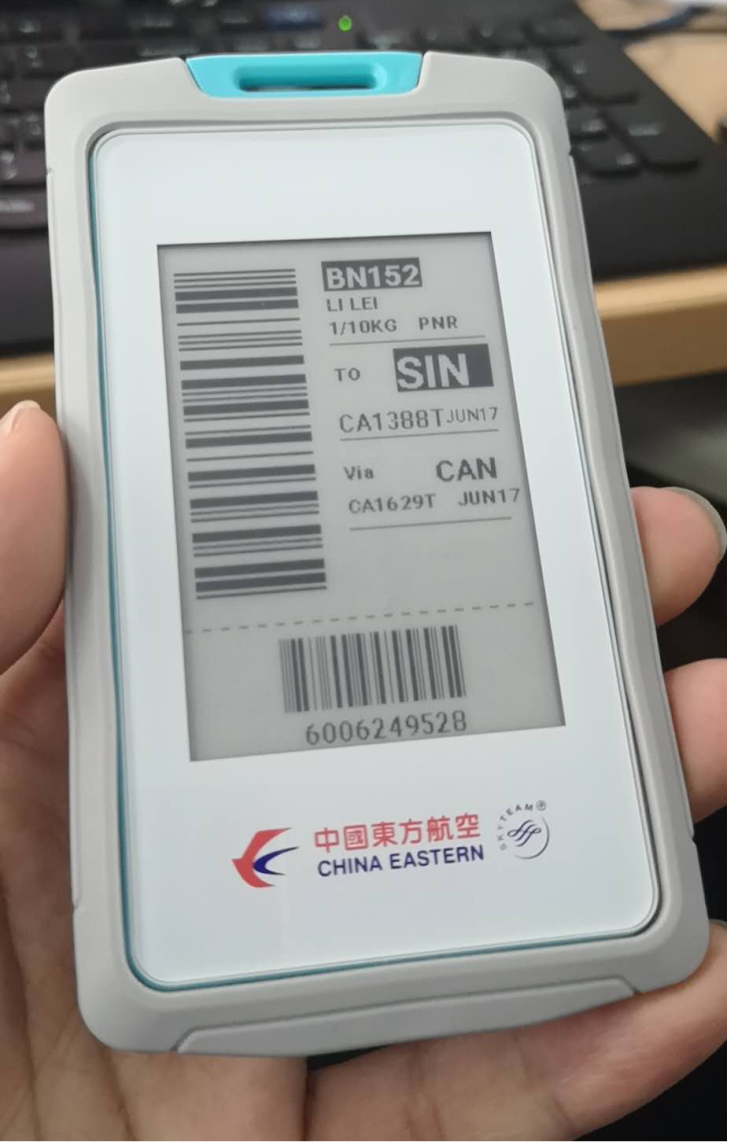 BN152
LI LEI
1/10KG PNR
TO SIN
CA1388T JUN17
Via CAN
CA1629T JUN17
6006249528
中國東方航空
CHINA EASTERN
SKYTEAM